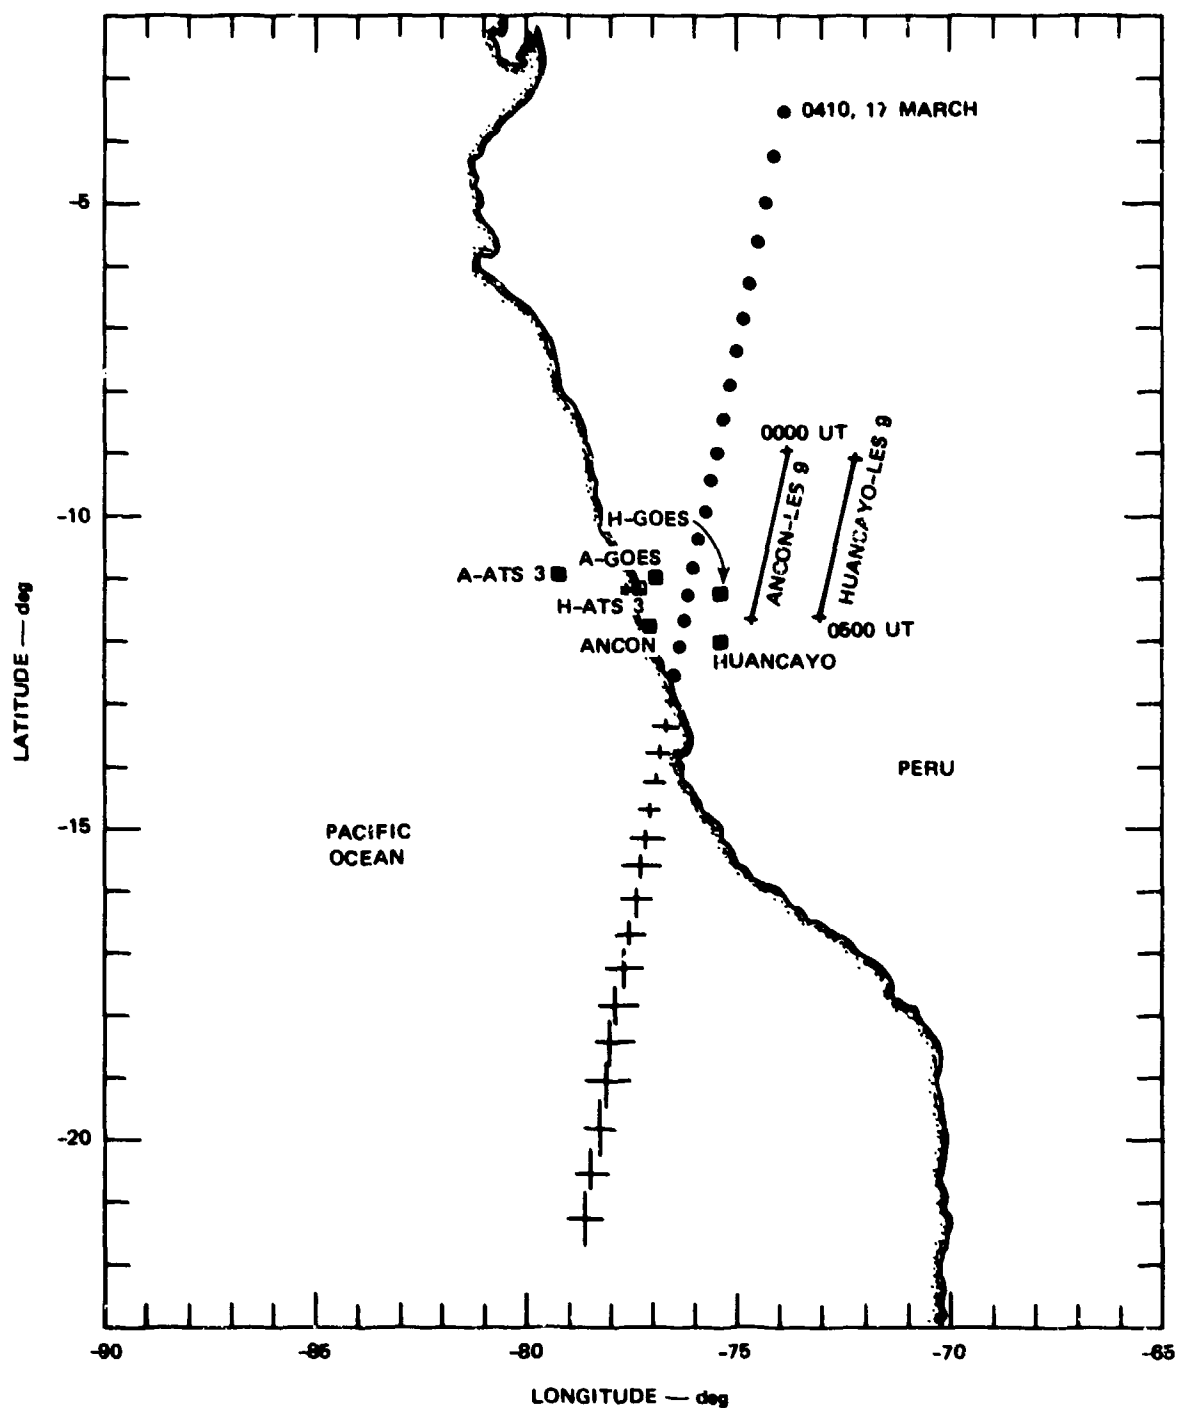 0410, 17 MARCH
-5
0000 UT
ANCON-LES 9
HUANCAYO-LES 9
-10
H-GOES
A-GOES
A-ATS 3
H-ATS 3
0500 UT
ANCON
HUANCAYO
LATITUDE — deg
PERU
-15
PACIFIC
OCEAN
-20
-90
-85
-80
-75
-70
-65
LONGITUDE — deg